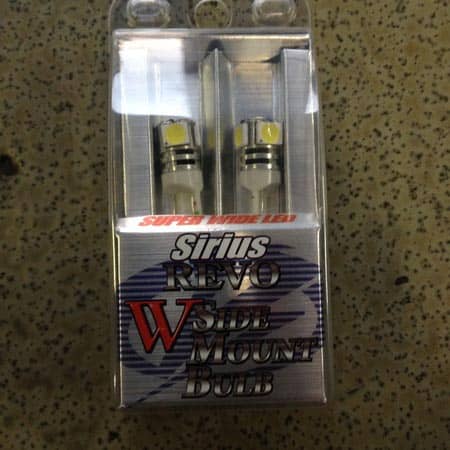 SUPER WIDE LED
Sirius
REVO
W SIDE
MOUNT
BULB